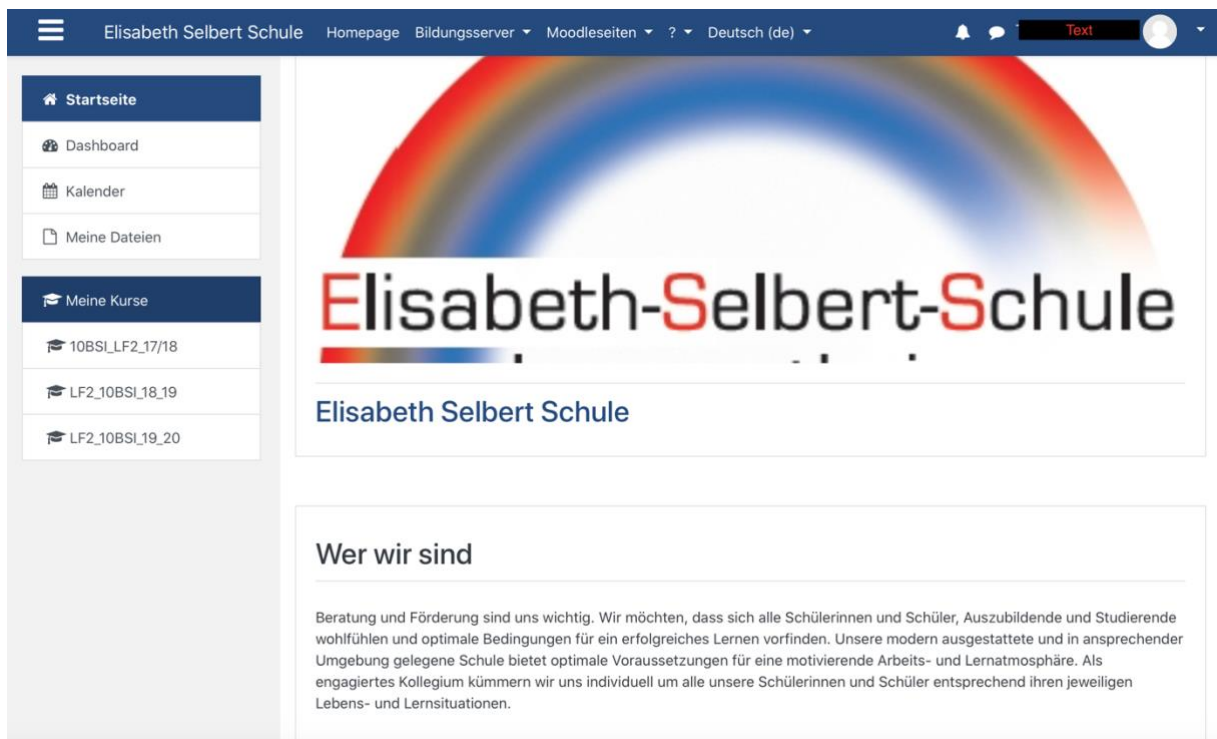 Elisabeth Selbert Schule Homepage Bildungsserver Moodleseiten ? Deutsch (de) Text
Startseite
Dashboard
Kalender
Meine Dateien
Meine Kurse
10BSI_LF2_17/18
LF2_10BSI_18_19
LF2_10BSI_19_20
Elisabeth-Selbert-Schule
Elisabeth Selbert Schule
Wer wir sind
Beratung und Förderung sind uns wichtig. Wir möchten, dass sich alle Schülerinnen und Schüler, Auszubildende und Studierende
wohlfühlen und optimale Bedingungen für ein erfolgreiches Lernen vorfinden. Unsere modern ausgestattete und in ansprechender
Umgebung gelegene Schule bietet optimale Voraussetzungen für eine motivierende Arbeits- und Lernatmosphäre. Als
engagiertes Kollegium kümmern wir uns individuell um alle unsere Schülerinnen und Schüler entsprechend ihren jeweiligen
Lebens- und Lernsituationen.